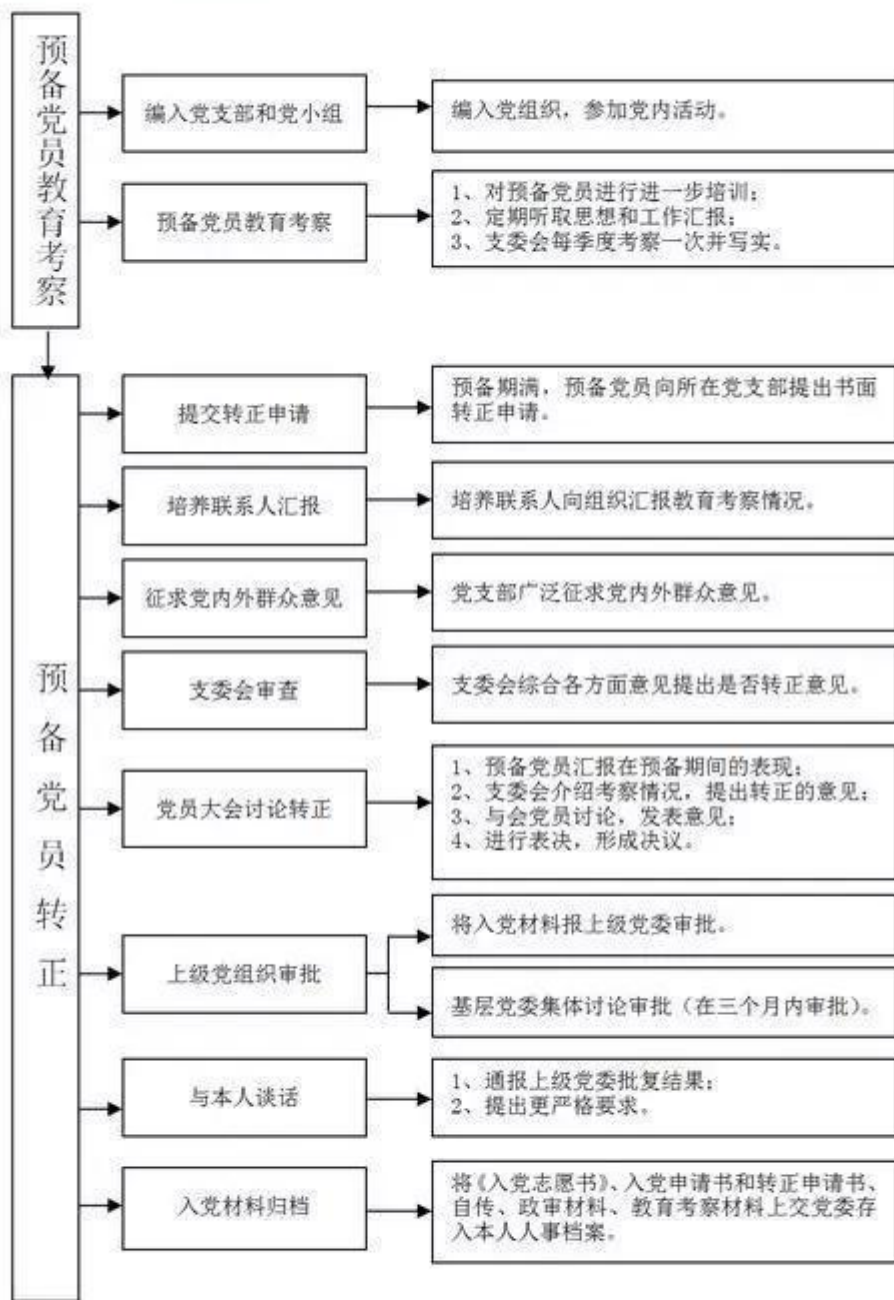 预备党员教育考察
编入党支部和党小组
编入党组织，参加党内活动。
预备党员教育考察
1、对预备党员进行进一步培训；
2、定期听取思想和工作汇报；
3、支委会每季度考察一次并写实。
预备党员转正
提交转正申请
预备期满，预备党员向所在党支部提出书面
转正申请。
培养联系人汇报
培养联系人向组织汇报教育考察情况。
征求党内外群众意见
党支部广泛征求党内外群众意见。
支委会审查
支委会综合各方面意见提出是否转正意见。
党员大会讨论转正
1、预备党员汇报在预备期间的表现；
2、支委会介绍考察情况，提出转正的意见；
3、与会党员讨论，发表意见；
4、进行表决，形成决议。
上级党组织审批
将入党材料报上级党委审批。
基层党委集体讨论审批（在三个月内审批）。
与本人谈话
1、通报上级党委批复结果；
2、提出更严格要求。
入党材料归档
将《入党志愿书》、入党申请书和转正申请书、
自传、政审材料、教育考察材料上交党委存
入本人人事档案。